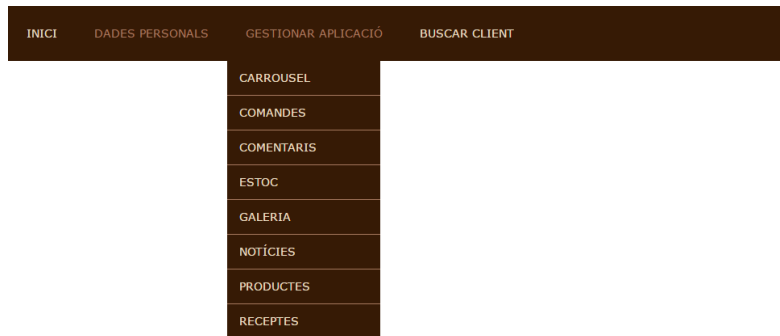 INICI DADES PERSONALS GESTIONAR APLICACIÓ BUSCAR CLIENT
CARROUSEL
COMANDES
COMENTARIS
ESTOC
GALERIA
NOTÍCIES
PRODUCTES
RECEPTES